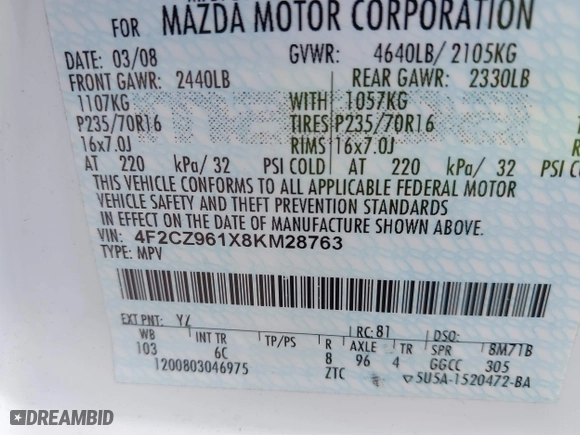 FOR MAZDA MOTOR CORPORATION
DATE: 03/08 GVWR: 4640LB/ 2105KG
FRONT GAWR: 2440LB REAR GAWR: 2330LB
1107KG WITH 1057KG
P235/70R16 TIRES P235/70R16
16x7.0J RIMS 16x7.0J
AT 220 kPa/ 32 PSI COLD AT 220 kPa/ 32 PSI CO
THIS VEHICLE CONFORMS TO ALL APPLICABLE FEDERAL MOTOR
VEHICLE SAFETY AND THEFT PREVENTION STANDARDS
IN EFFECT ON THE DATE OF MANUFACTURE SHOWN ABOVE.
VIN: 4F2CZ961X8KM28763
TYPE: MPV
EXT PNT: YZ RC: 81 DSO:
WB INT TR TP/PS R AXLE TR SPR BM71B
103 6C 8 96 4 GGCC 305
1200803046975 ZTC 5U5A-1520472-BA
DREAMBID